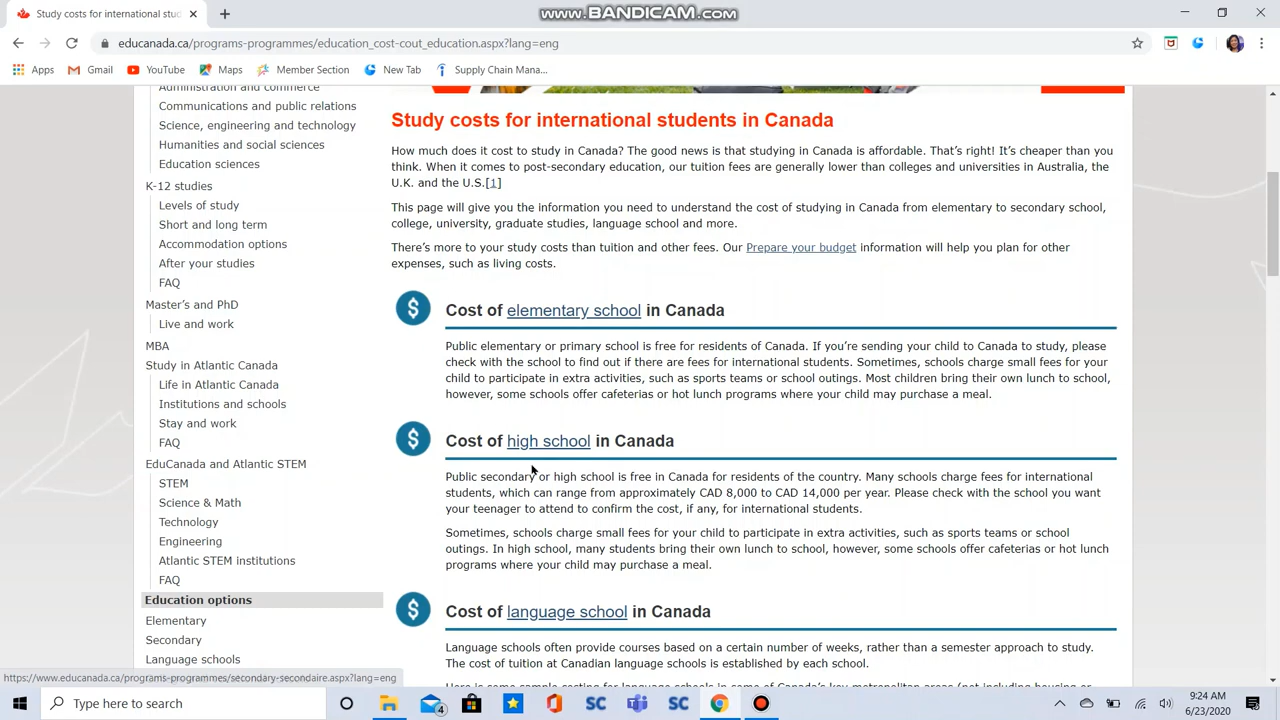 Study costs for international stud
www.BANDICAM.com
educanada.ca/programs-programmes/education_cost-cout_education.aspx?lang=eng
Apps
Gmail
YouTube
Maps
Member Section
New Tab
Supply Chain Mana...
Administration and commerce
Communications and public relations
Science, engineering and technology
Humanities and social sciences
Education sciences
K-12 studies
Levels of study
Short and long term
Accommodation options
After your studies
FAQ
Master's and PhD
Live and work
MBA
Study in Atlantic Canada
Life in Atlantic Canada
Institutions and schools
Stay and work
FAQ
EduCanada and Atlantic STEM
STEM
Science & Math
Technology
Engineering
Atlantic STEM institutions
FAQ
Education options
Elementary
Secondary
Language schools
Study costs for international students in Canada
How much does it cost to study in Canada? The good news is that studying in Canada is affordable. That's right! It's cheaper than you
think. When it comes to post-secondary education, our tuition fees are generally lower than colleges and universities in Australia, the
U.K. and the U.S.[1]
This page will give you the information you need to understand the cost of studying in Canada from elementary to secondary school,
college, university, graduate studies, language school and more.
There's more to your study costs than tuition and other fees. Our Prepare your budget information will help you plan for other
expenses, such as living costs.
$
Cost of elementary school in Canada
Public elementary or primary school is free for residents of Canada. If you're sending your child to Canada to study, please
check with the school to find out if there are fees for international students. Sometimes, schools charge small fees for your
child to participate in extra activities, such as sports teams or school outings. Most children bring their own lunch to school,
however, some schools offer cafeterias or hot lunch programs where your child may purchase a meal.
$
Cost of high school in Canada
Public secondary or high school is free in Canada for residents of the country. Many schools charge fees for international
students, which can range from approximately CAD 8,000 to CAD 14,000 per year. Please check with the school you want
your teenager to attend to confirm the cost, if any, for international students.
Sometimes, schools charge small fees for your child to participate in extra activities, such as sports teams or school
outings. In high school, many students bring their own lunch to school, however, some schools offer cafeterias or hot lunch
programs where your child may purchase a meal.
$
Cost of language school in Canada
Language schools often provide courses based on a certain number of weeks, rather than a semester approach to study.
The cost of tuition at Canadian language schools is established by each school.
Here is some sample costing for language schools in some of Canada's key metropolitan areas (not including housing or
https://www.educanada.ca/programs-programmes/secondary-secondaire.aspx?lang=eng
Type here to search
4
SC
SC
9:24 AM
6/23/2020